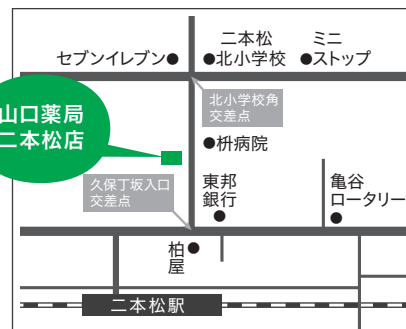 二本松
ミニ
セブンイレブン●
●北小学校
●ストップ
北小学校角
交差点
山口薬局
二本松店
●枡病院
久保丁坂入口
交差点
東邦
銀行
●
亀谷
ロータリー
●
柏●
屋
二本松駅